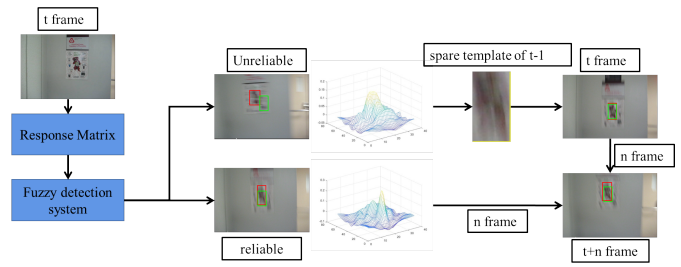 t frame
Response Matrix
Fuzzy detection
system
Unreliable
reliable
spare template of t-1
t frame
n frame
n frame
t+n frame